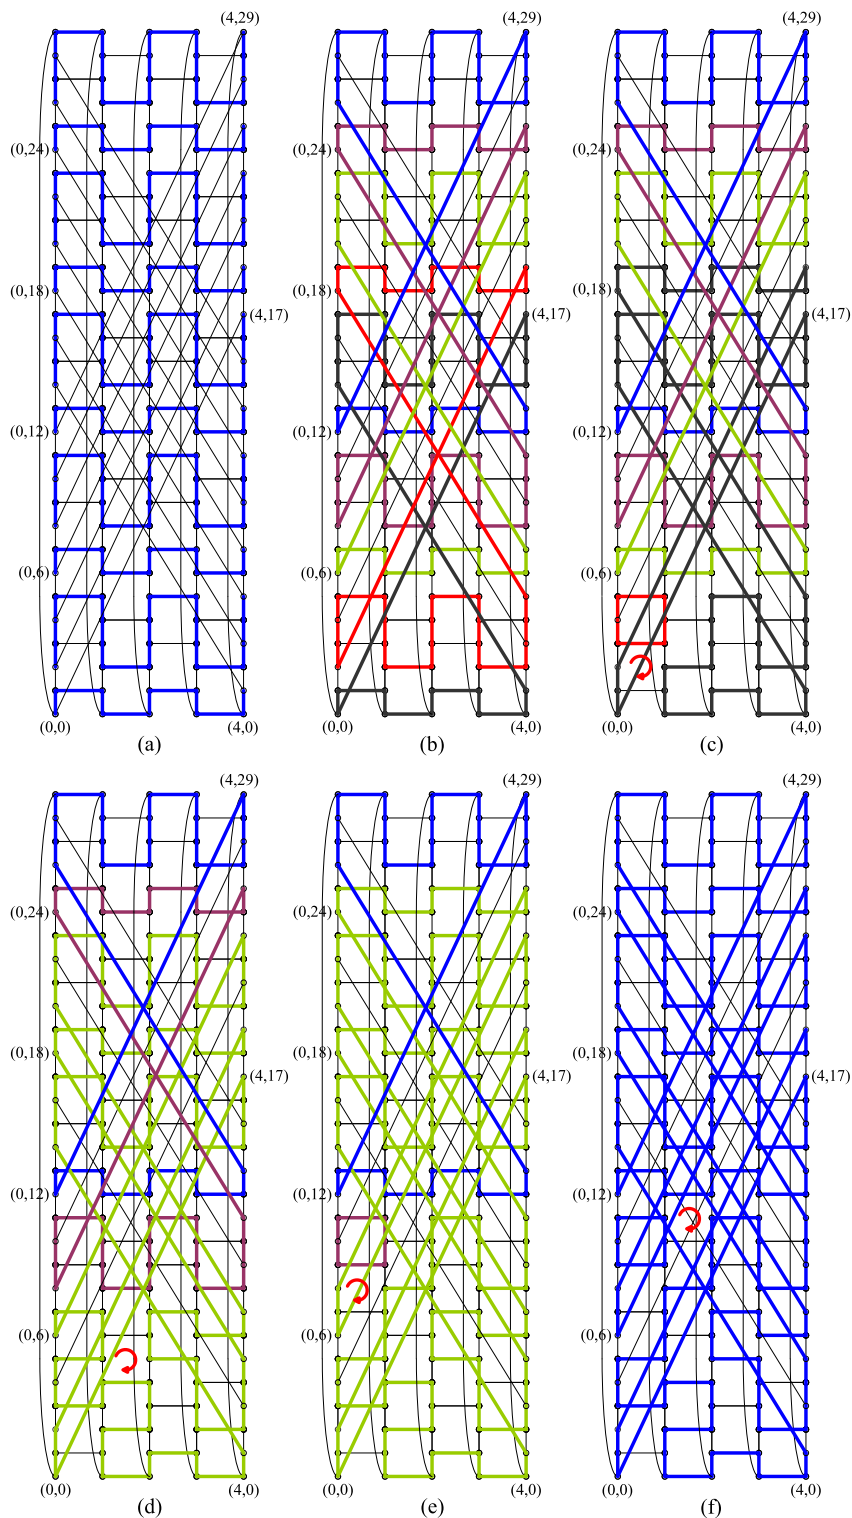 (4,29) (4,29) (4,29)
(0,24) (0,24) (0,24)
(0,18) (4,17) (0,18) (4,17) (0,18) (4,17)
(0,12) (0,12) (0,12)
(0,6) (0,6) (0,6)
(0,0) (4,0) (0,0) (4,0) (0,0) (4,0)
(a) (b) (c)
(4,29) (4,29) (4,29)
(0,24) (0,24) (0,24)
(0,18) (4,17) (0,18) (4,17) (0,18) (4,17)
(0,12) (0,12) (0,12)
(0,6) (0,6) (0,6)
(0,0) (4,0) (0,0) (4,0) (0,0) (4,0)
(d) (e) (f)